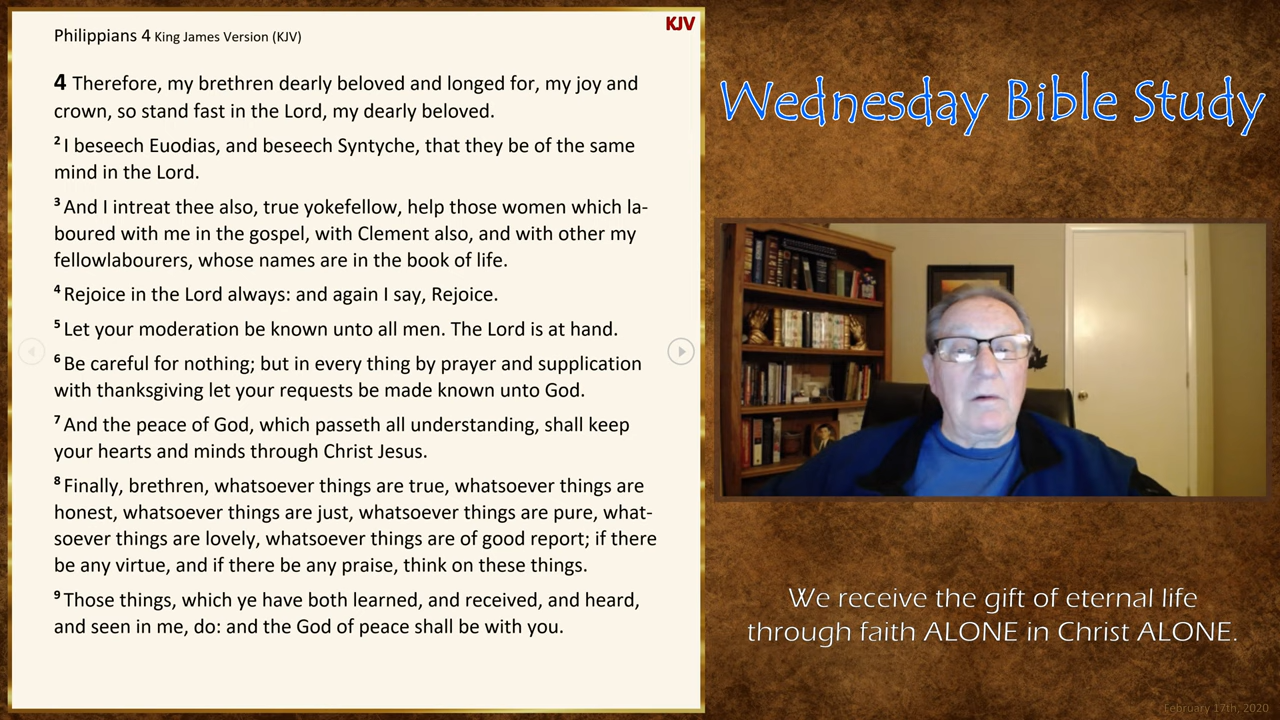 KJV
Philippians 4 King James Version (KJV)
4 Therefore, my brethren dearly beloved and longed for, my joy and
crown, so stand fast in the Lord, my dearly beloved.
2 I beseech Euodias, and beseech Syntyche, that they be of the same
mind in the Lord.
3 And I intreat thee also, true yokefellow, help those women which la-
boured with me in the gospel, with Clement also, and with other my
fellowlabourers, whose names are in the book of life.
4 Rejoice in the Lord always: and again I say, Rejoice.
5 Let your moderation be known unto all men. The Lord is at hand.
6 Be careful for nothing; but in every thing by prayer and supplication
with thanksgiving let your requests be made known unto God.
7 And the peace of God, which passeth all understanding, shall keep
your hearts and minds through Christ Jesus.
8 Finally, brethren, whatsoever things are true, whatsoever things are
honest, whatsoever things are just, whatsoever things are pure, what-
soever things are lovely, whatsoever things are of good report; if there
be any virtue, and if there be any praise, think on these things.
9 Those things, which ye have both learned, and received, and heard,
and seen in me, do: and the God of peace shall be with you.
Wednesday Bible Study
We receive the gift of eternal life
through faith ALONE in Christ ALONE.
February 17th, 2020